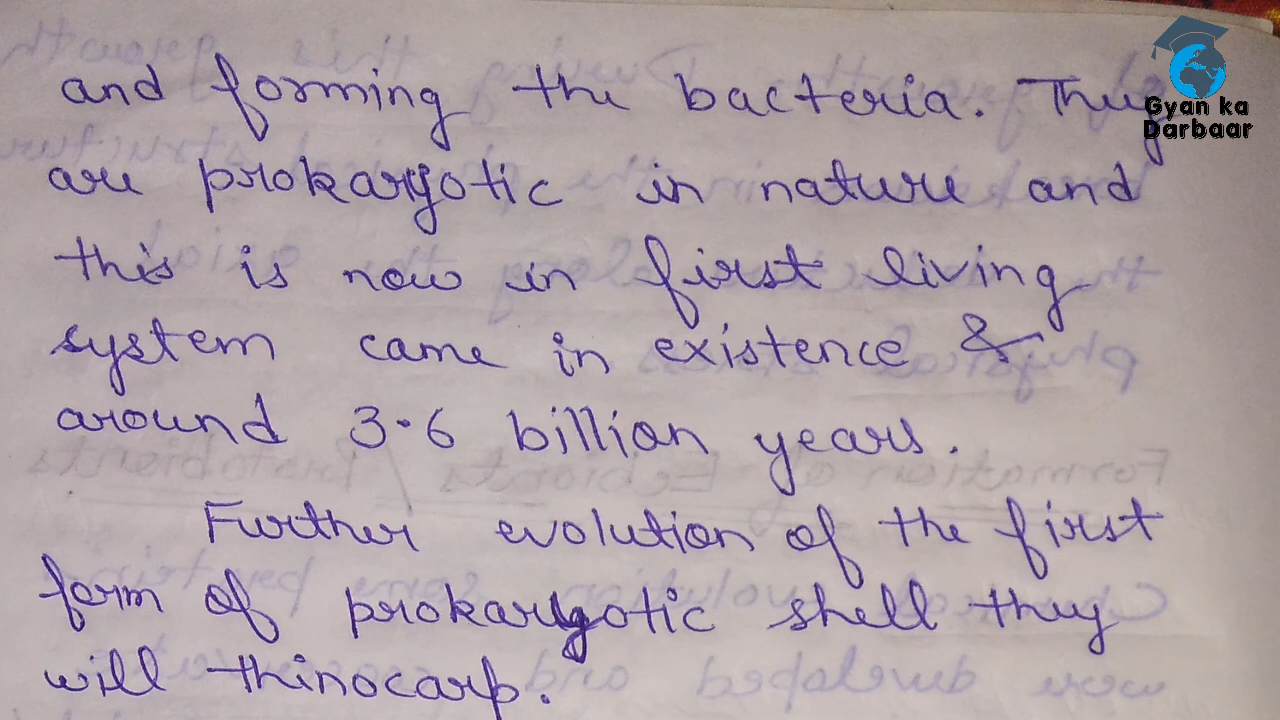 and forming the bacteria. They
Gyan ka
Darbaar
are prokaryotic in nature and
this is now in first living
system came in existence &
around 3.6 billion years.
Further evolution of the first
form of prokaryotic shell they
will thinocarp.